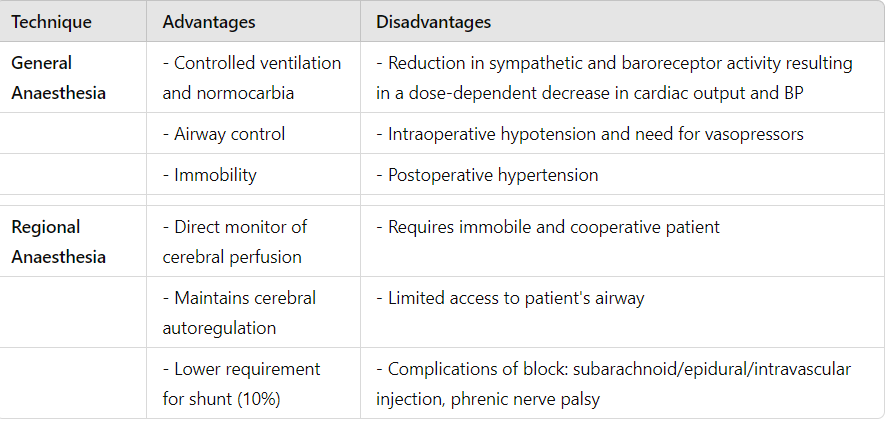 Technique Advantages Disadvantages
General - Controlled ventilation - Reduction in sympathetic and baroreceptor activity resulting
Anaesthesia and normocarbia in a dose-dependent decrease in cardiac output and BP
- Airway control - Intraoperative hypotension and need for vasopressors
- Immobility - Postoperative hypertension
Regional - Direct monitor of - Requires immobile and cooperative patient
Anaesthesia cerebral perfusion
- Maintains cerebral - Limited access to patient's airway
autoregulation
- Lower requirement - Complications of block: subarachnoid/epidural/intravascular
for shunt (10%) injection, phrenic nerve palsy